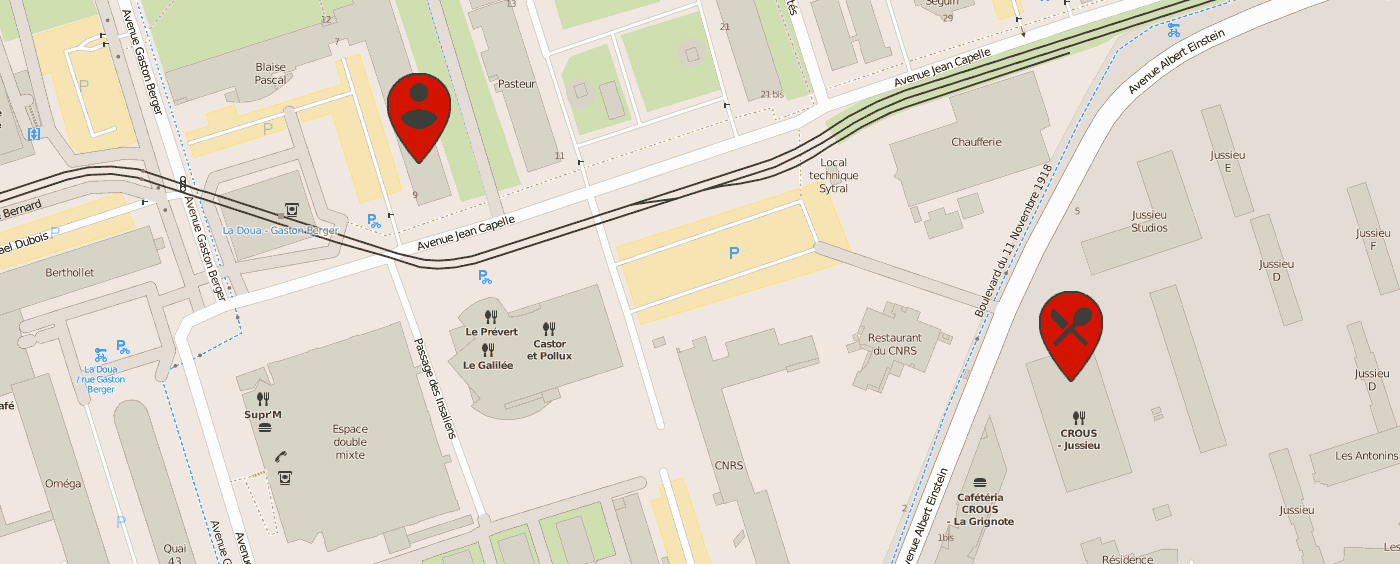 Avenue Gaston Berger
12
7
Blaise
Pascal
P
P
13
Pasteur
11
9
P
21
21 bis
Avenue Jean Capelle
29
Avenue Albert Einstein
Chaufferie
Local
technique
Sytral
Jussieu
E
Jussieu
Studios
5
Jussieu
D
Jussieu
F
Boulevard du 11 Novembre 1918
Bernard
P
Berthollet
Avenue Gaston Berger
La Doua - Gaston Berger
Avenue Jean Capelle
P
P
Le Prévert
Le Galilée
Castor
et Pollux
Passage des Insaliens
Restaurant
du CNRS
P
La Doua
/ rue Gaston
Berger
Supr'M
Espace
double
mixte
CROUS
- Jussieu
Jussieu
D
Les Antonins
CNRS
Oméga
P
Cafétéria
CROUS
- La Grignote
2
1bis
Avenue Albert Einstein
Jussieu
Quai
43
Résidence